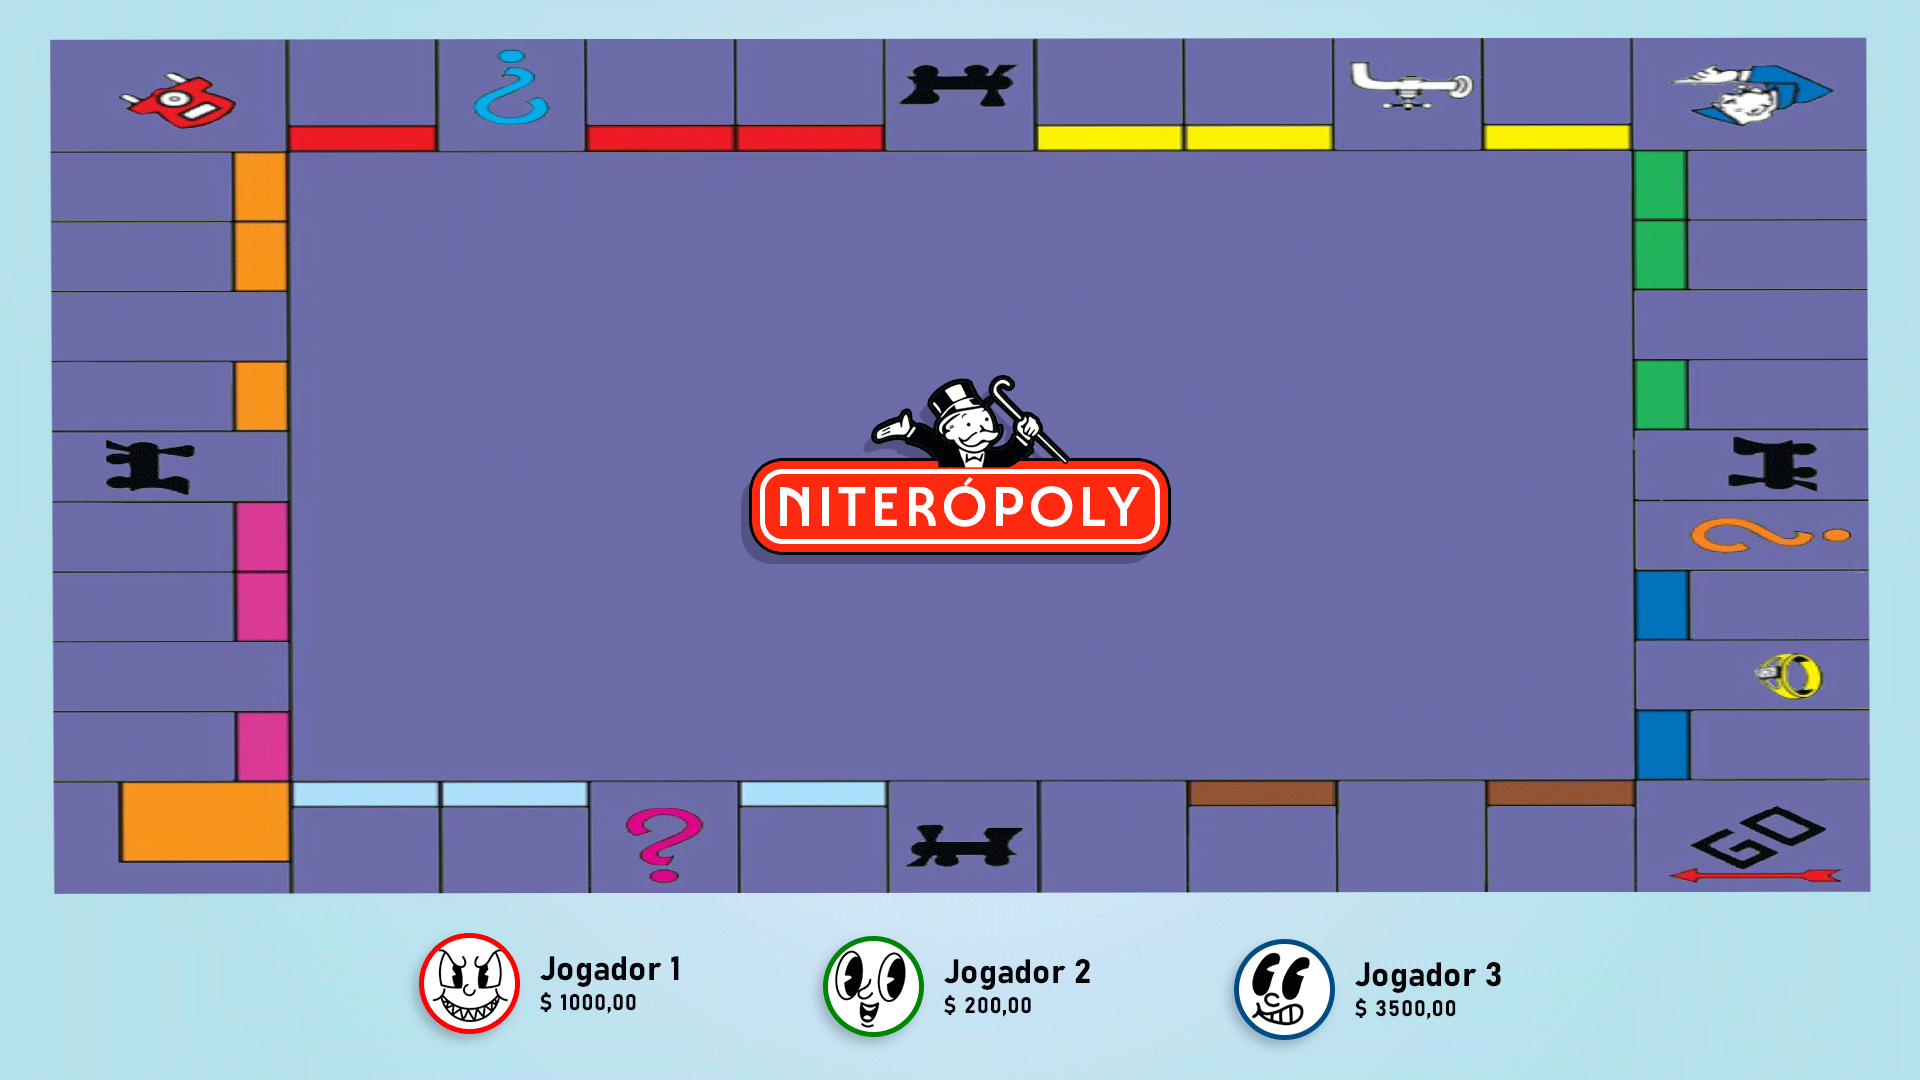 NITERÓPOLY
GO
Jogador 1
$ 1000,00
Jogador 2
$ 200,00
Jogador 3
$ 3500,00